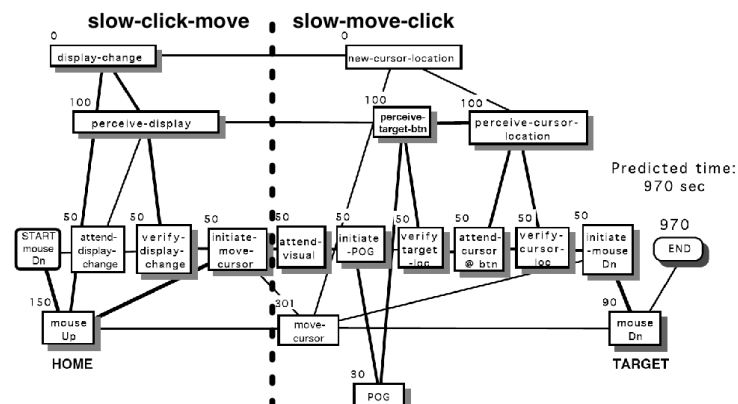 slow-click-move
slow-move-click
0
display-change
0
new-cursor-location
100
perceive-display
100
perceive-
target-btn
100
perceive-cursor-
location
Predicted time:
970 sec
START
mouse
Dn
50
attend-
display-
change
50
verify-
display-
change
50
initiate-
move-
cursor
50
attend-
visual
50
initiate
-POG
50
verify
target
-loc
50
attend-
cursor
@ btn
50
verify-
cursor-
loc
50
initiate
-mouse
Dn
970
END
150
mouse
Up
301
move-
cursor
90
mouse
Dn
HOME
TARGET
30
POG